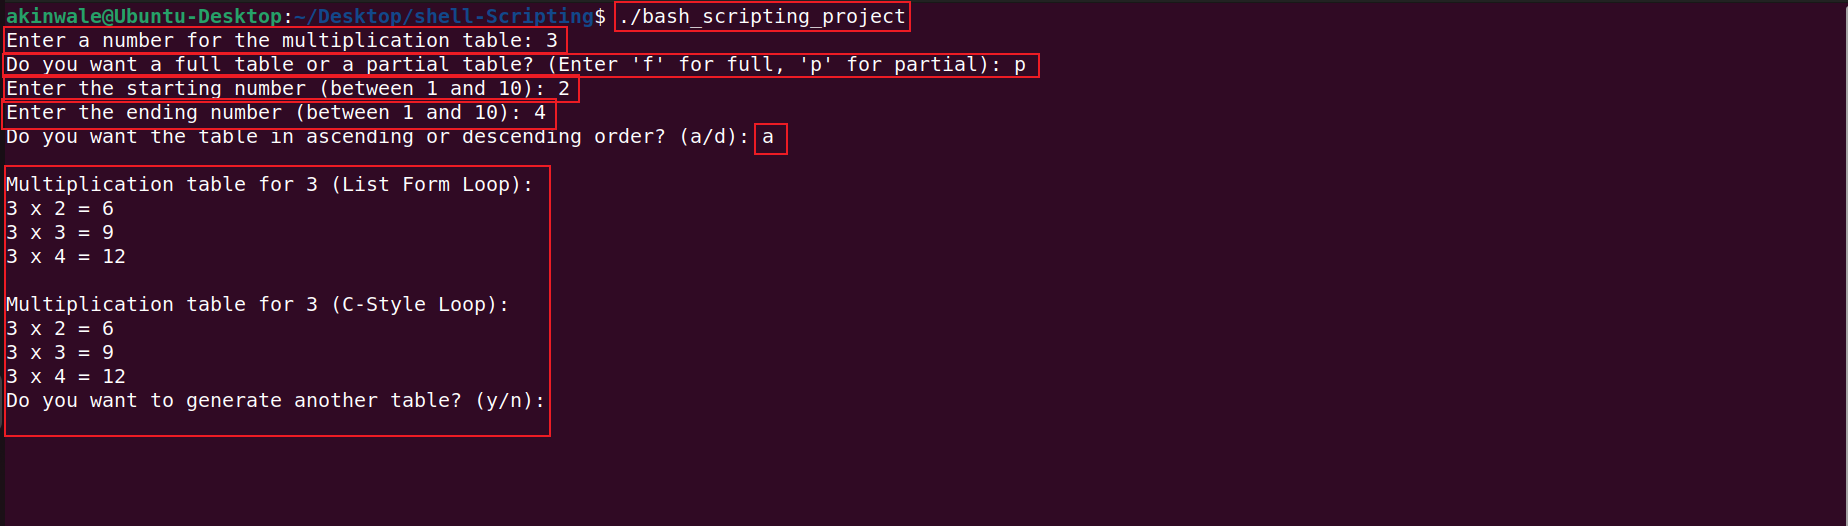 akinwale@Ubuntu-Desktop:~/Desktop/shell-Scripting$ ./bash_scripting_project
Enter a number for the multiplication table: 3
Do you want a full table or a partial table? (Enter 'f' for full, 'p' for partial): p
Enter the starting number (between 1 and 10): 2
Enter the ending number (between 1 and 10): 4
Do you want the table in ascending or descending order? (a/d): a
Multiplication table for 3 (List Form Loop):
3 x 2 = 6
3 x 3 = 9
3 x 4 = 12
Multiplication table for 3 (C-Style Loop):
3 x 2 = 6
3 x 3 = 9
3 x 4 = 12
Do you want to generate another table? (y/n):